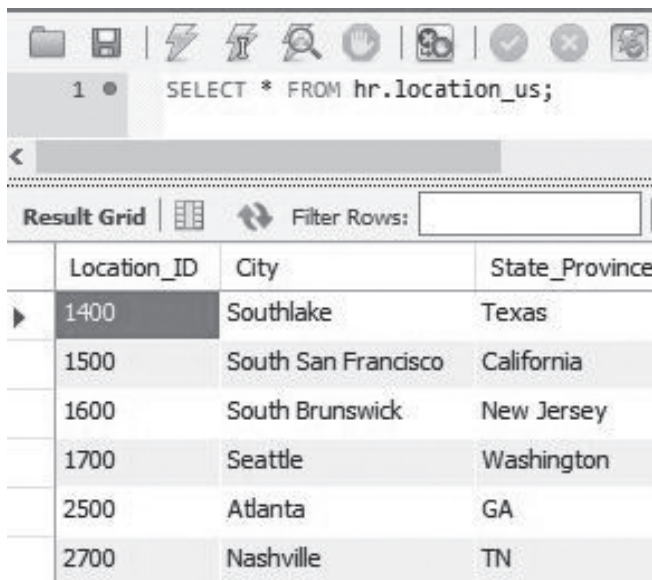 1 SELECT * FROM hr.location_us;
Result Grid Filter Rows:
Location_ID City State_Province
1400 Southlake Texas
1500 South San Francisco California
1600 South Brunswick New Jersey
1700 Seattle Washington
2500 Atlanta GA
2700 Nashville TN